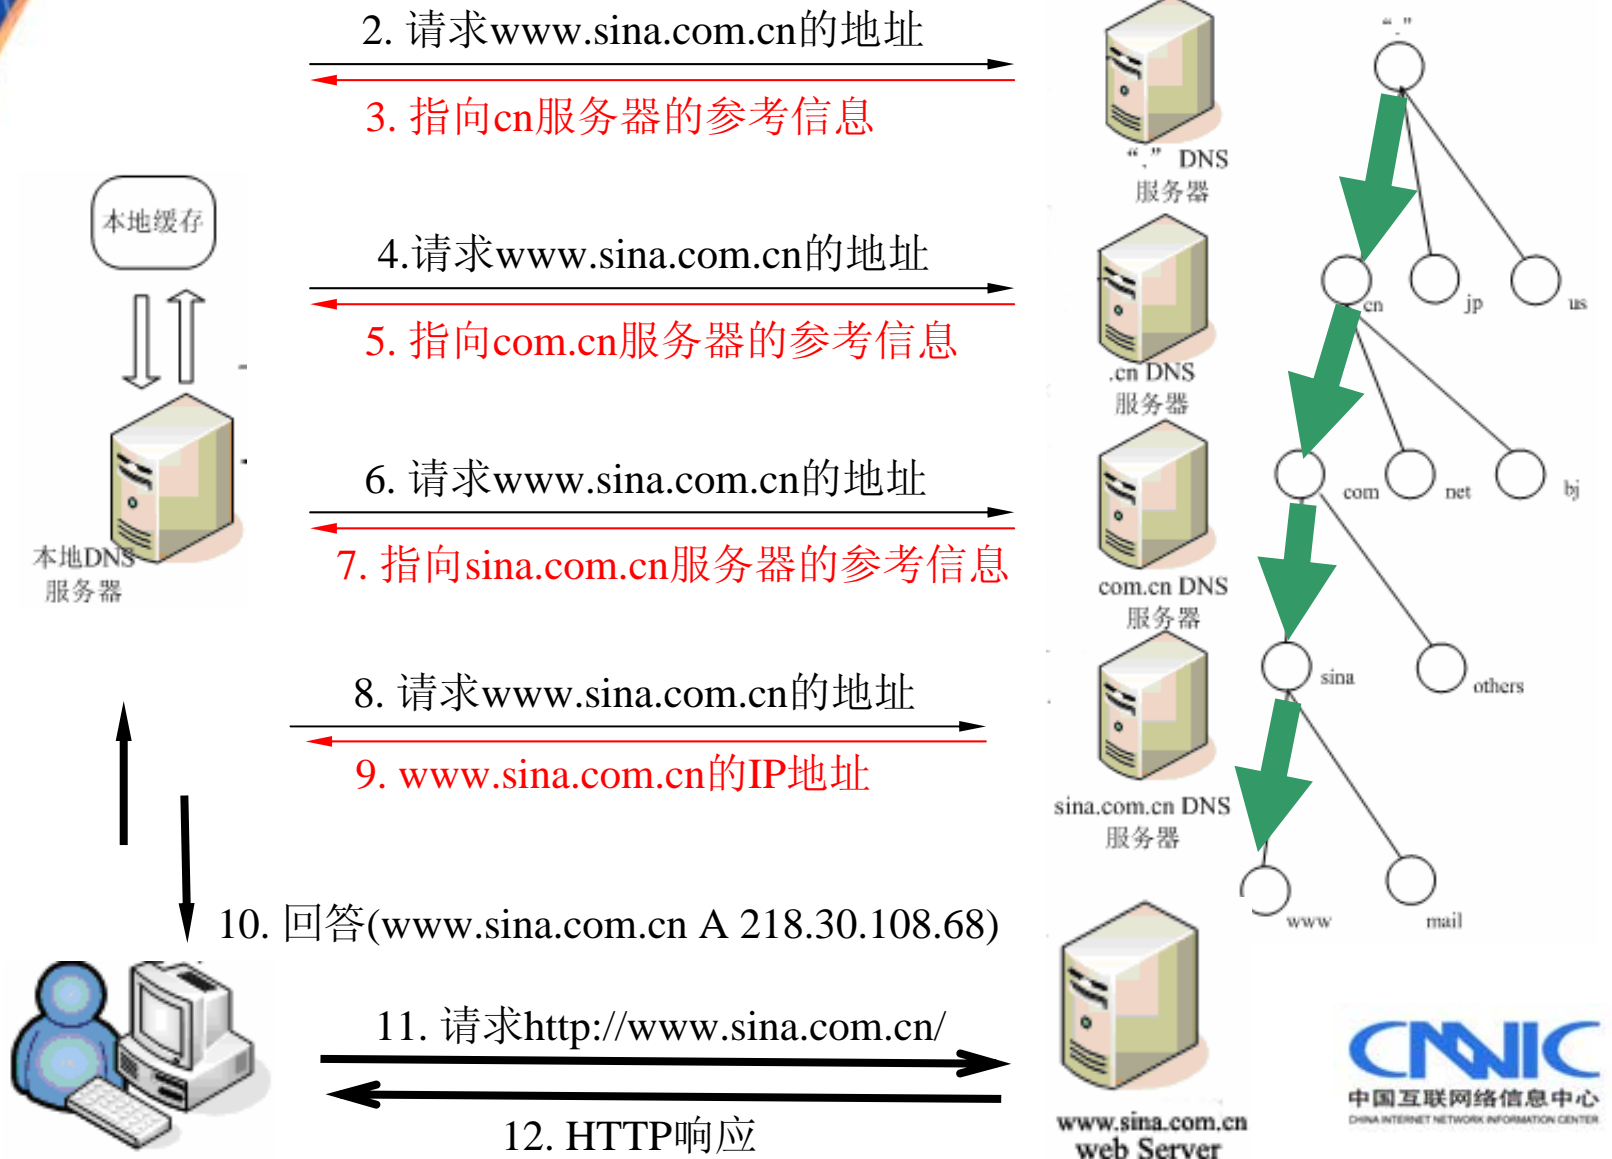 2. 请求www.sina.com.cn的地址
3. 指向cn服务器的参考信息
“.”
“.” DNS
服务器
本地缓存
4.请求www.sina.com.cn的地址
5. 指向com.cn服务器的参考信息
cn
jp
us
.cn DNS
服务器
6. 请求www.sina.com.cn的地址
7. 指向sina.com.cn服务器的参考信息
com
net
bj
本地DNS
服务器
com.cn DNS
服务器
8. 请求www.sina.com.cn的地址
9. www.sina.com.cn的IP地址
sina
others
sina.com.cn DNS
服务器
10. 回答(www.sina.com.cn A 218.30.108.68)
www
mail
11. 请求http://www.sina.com.cn/
12. HTTP响应
www.sina.com.cn
web Server
CNNIC
中国互联网络信息中心
CHINA INTERNET NETWORK INFORMATION CENTER